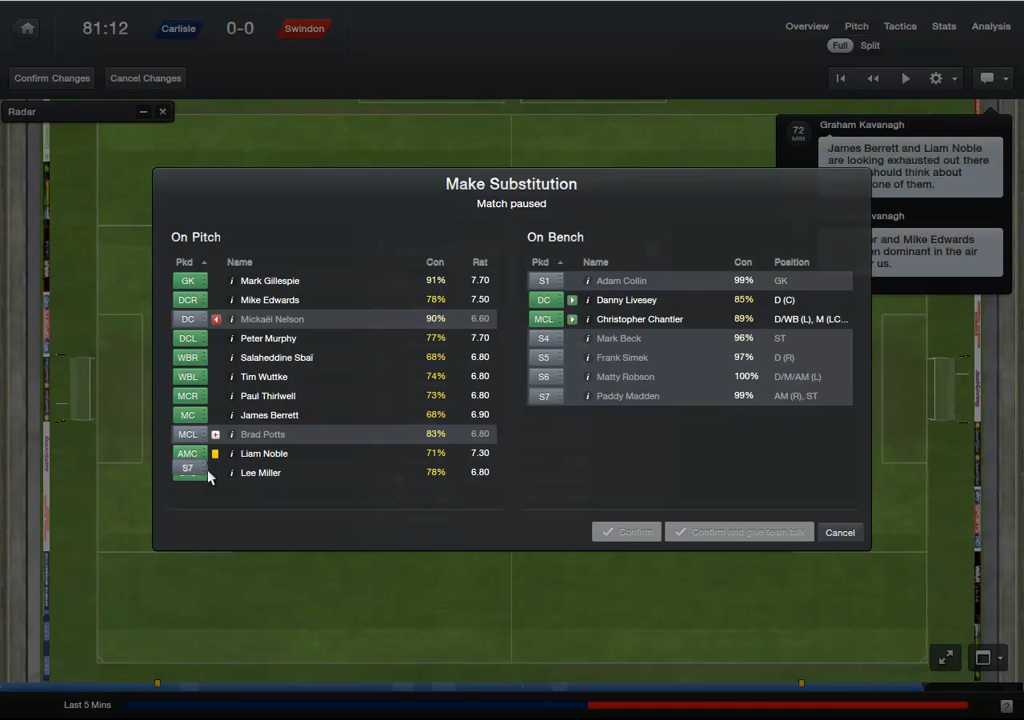 81:12
Carlisle
0-0
Swindon
Overview Pitch Tactics Stats Analysis
Full Split
Confirm Changes Cancel Changes
Radar
72 MIN
Graham Kavanagh
James Berrett and Liam Noble
are looking exhausted out there
should think about
one of them.
vanagh
or and Mike Edwards
en dominant in the air
r us.
Make Substitution
Match paused
On Pitch
Pkd Name Con Rat
GK i Mark Gillespie 91% 7.70
DCR i Mike Edwards 78% 7.50
DC i Mickaël Nelson 90% 6.60
DCL i Peter Murphy 77% 7.70
WBR i Salaheddine Sbaï 68% 6.80
WBL i Tim Wuttke 74% 6.80
MCR i Paul Thirlwell 73% 6.80
MC i James Berrett 68% 6.90
MCL i Brad Potts 83% 6.80
AMC i Liam Noble 71% 7.30
S7 i Lee Miller 78% 6.80
On Bench
Pkd Name Con Position
S1 i Adam Collin 99% GK
DC i Danny Livesey 85% D (C)
MCL i Christopher Chantler 89% D/WB (L), M (LC...
S4 i Mark Beck 96% ST
S5 i Frank Simek 97% D (R)
S6 i Matty Robson 100% D/M/AM (L)
S7 i Paddy Madden 99% AM (R), ST
Confirm Confirm and give team talk Cancel
Last 5 Mins
?